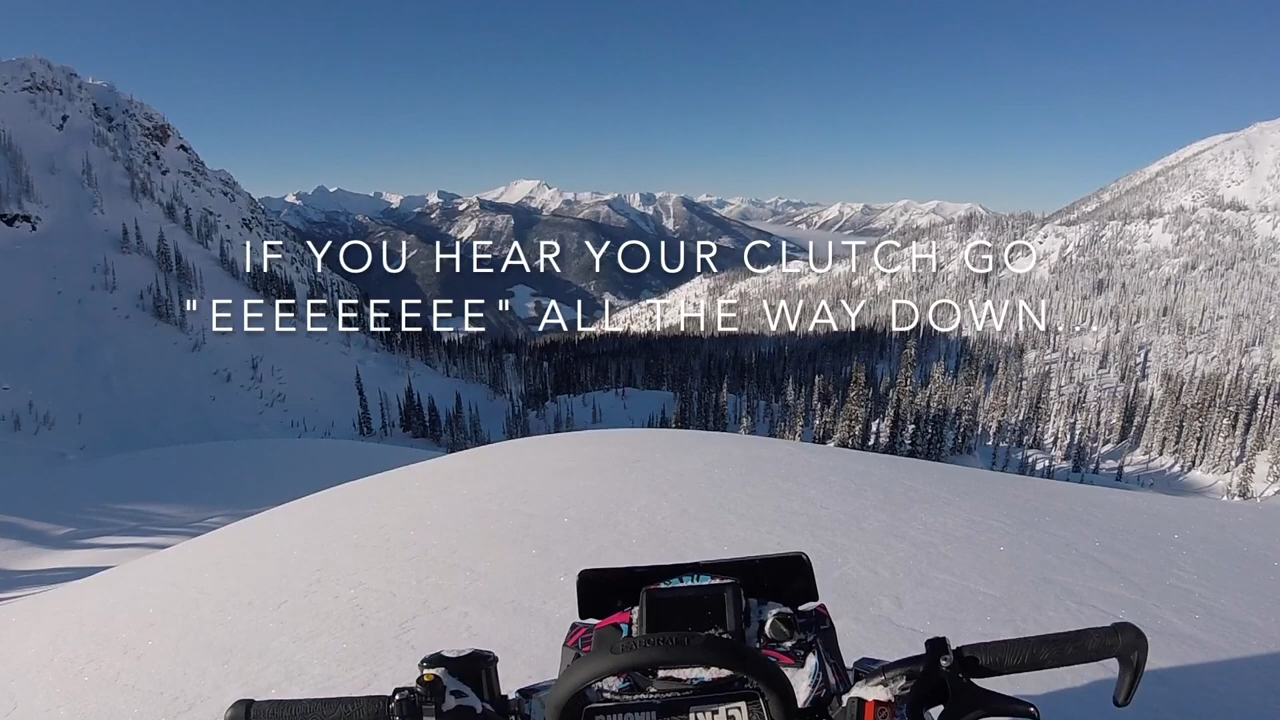 IF YOU HEAR YOUR CLUTCH GO
"EEEEEEEEE" ALL THE WAY DOWN...